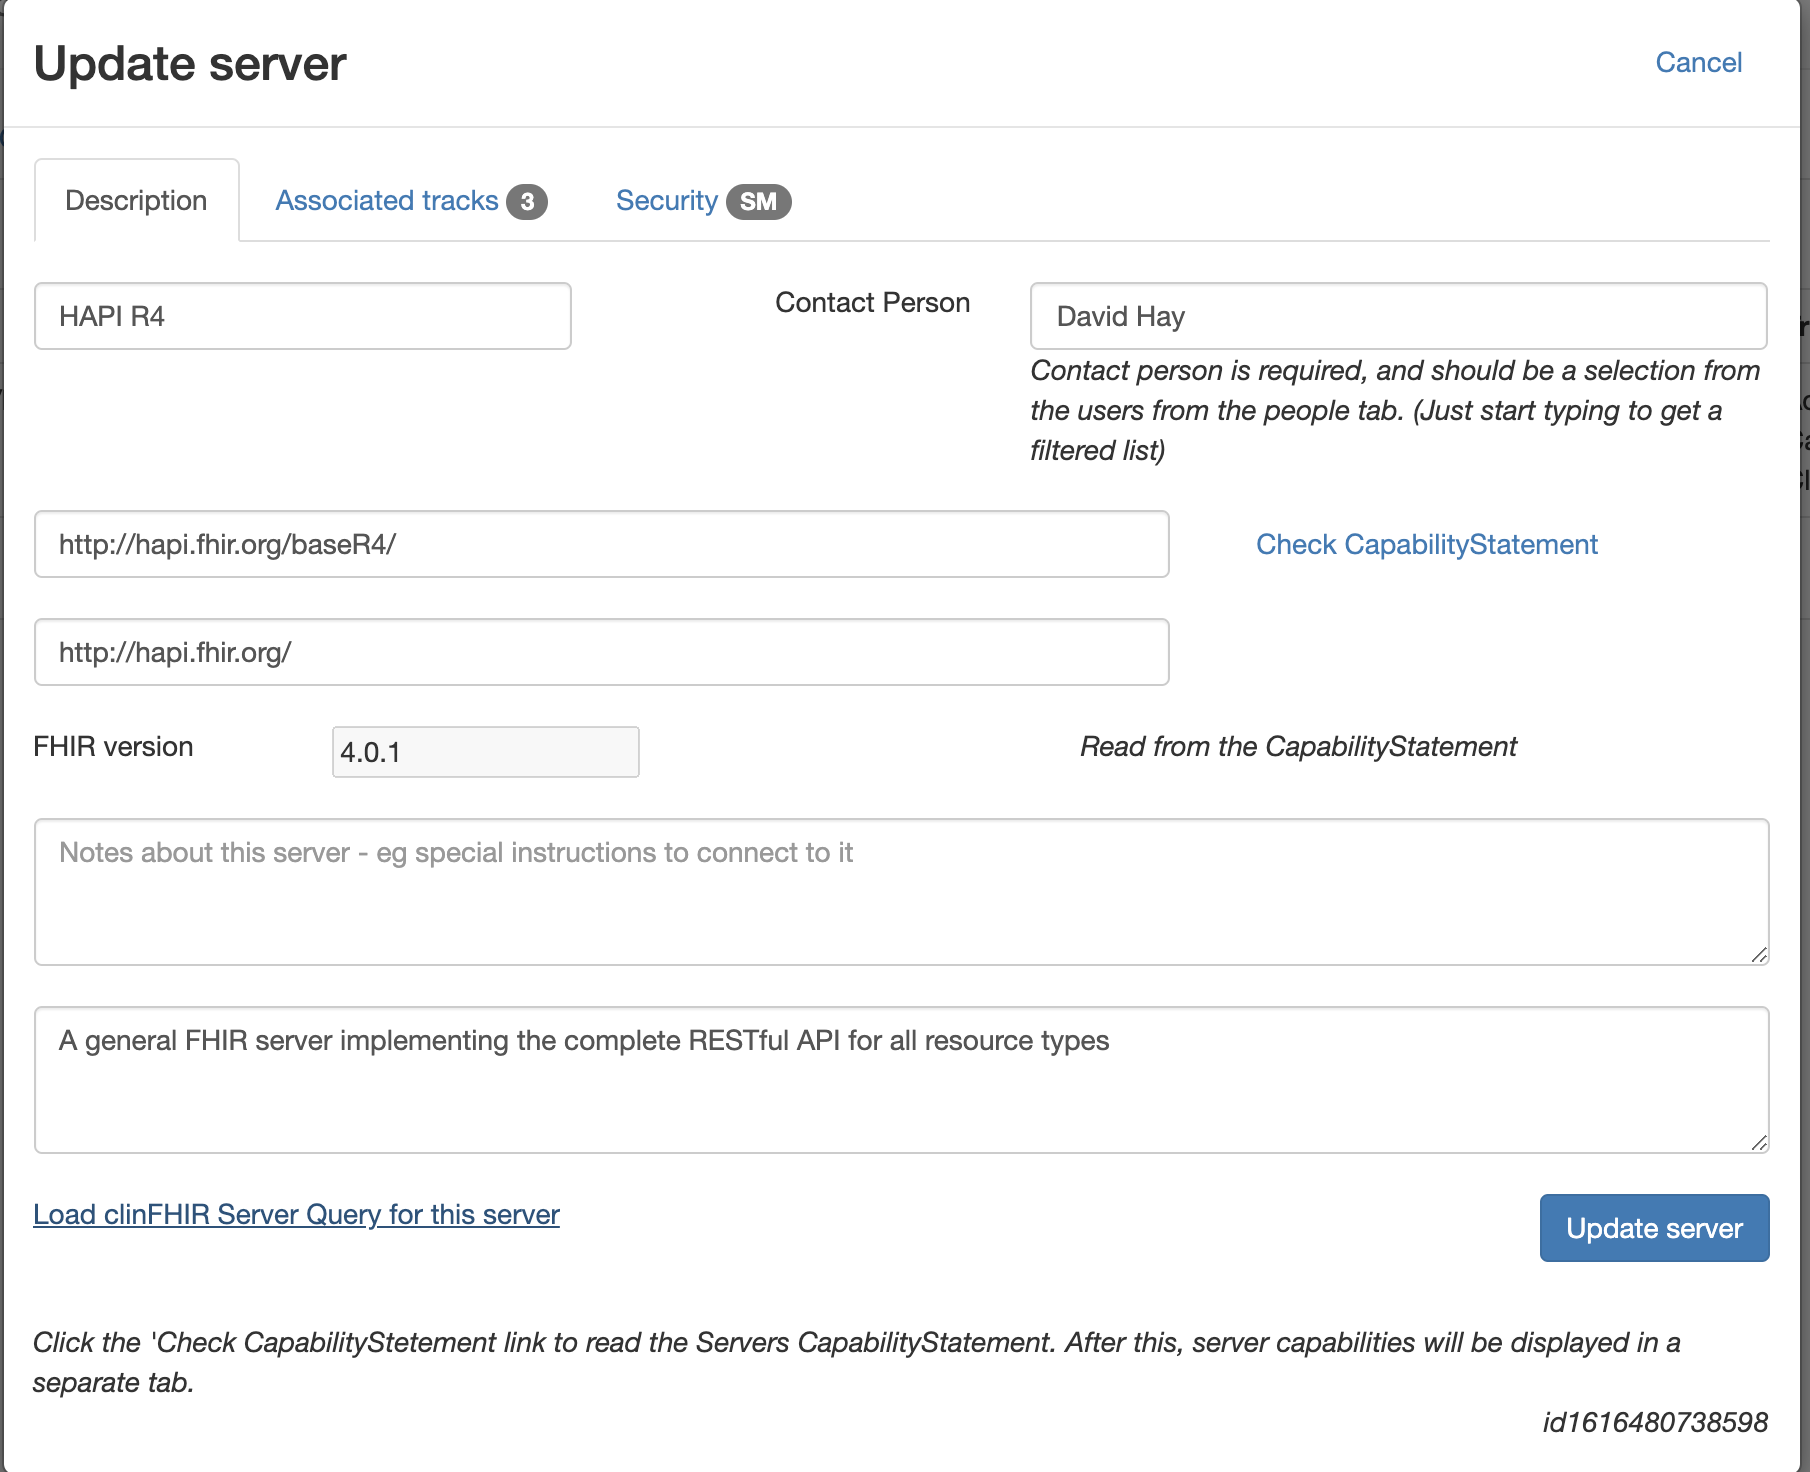 Update server
Cancel
Description
Associated tracks 3
Security SM
HAPI R4
Contact Person
David Hay
Contact person is required, and should be a selection from
the users from the people tab. (Just start typing to get a
filtered list)
http://hapi.fhir.org/baseR4/
Check CapabilityStatement
http://hapi.fhir.org/
FHIR version
4.0.1
Read from the CapabilityStatement
Notes about this server - eg special instructions to connect to it
A general FHIR server implementing the complete RESTful API for all resource types
Load clinFHIR Server Query for this server
Update server
Click the 'Check CapabilityStetement link to read the Servers CapabilityStatement. After this, server capabilities will be displayed in a
separate tab.
id1616480738598